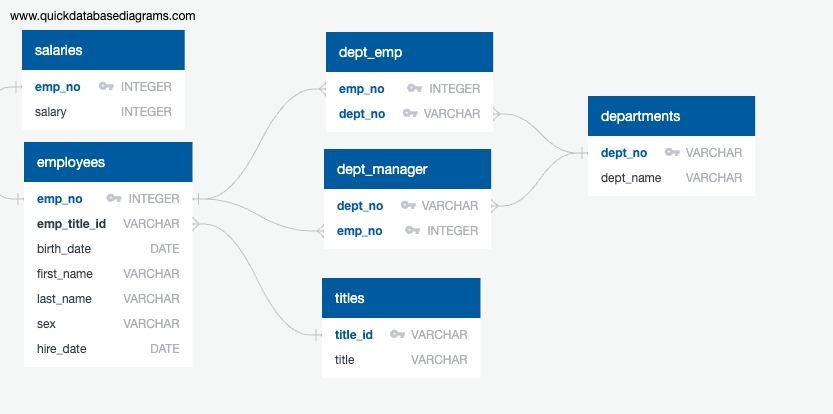 www.quickdatabasediagrams.com
salaries
emp_no INTEGER
salary INTEGER
employees
emp_no INTEGER
emp_title_id VARCHAR
birth_date DATE
first_name VARCHAR
last_name VARCHAR
sex VARCHAR
hire_date DATE
dept_emp
emp_no INTEGER
dept_no VARCHAR
dept_manager
dept_no VARCHAR
emp_no INTEGER
titles
title_id VARCHAR
title VARCHAR
departments
dept_no VARCHAR
dept_name VARCHAR